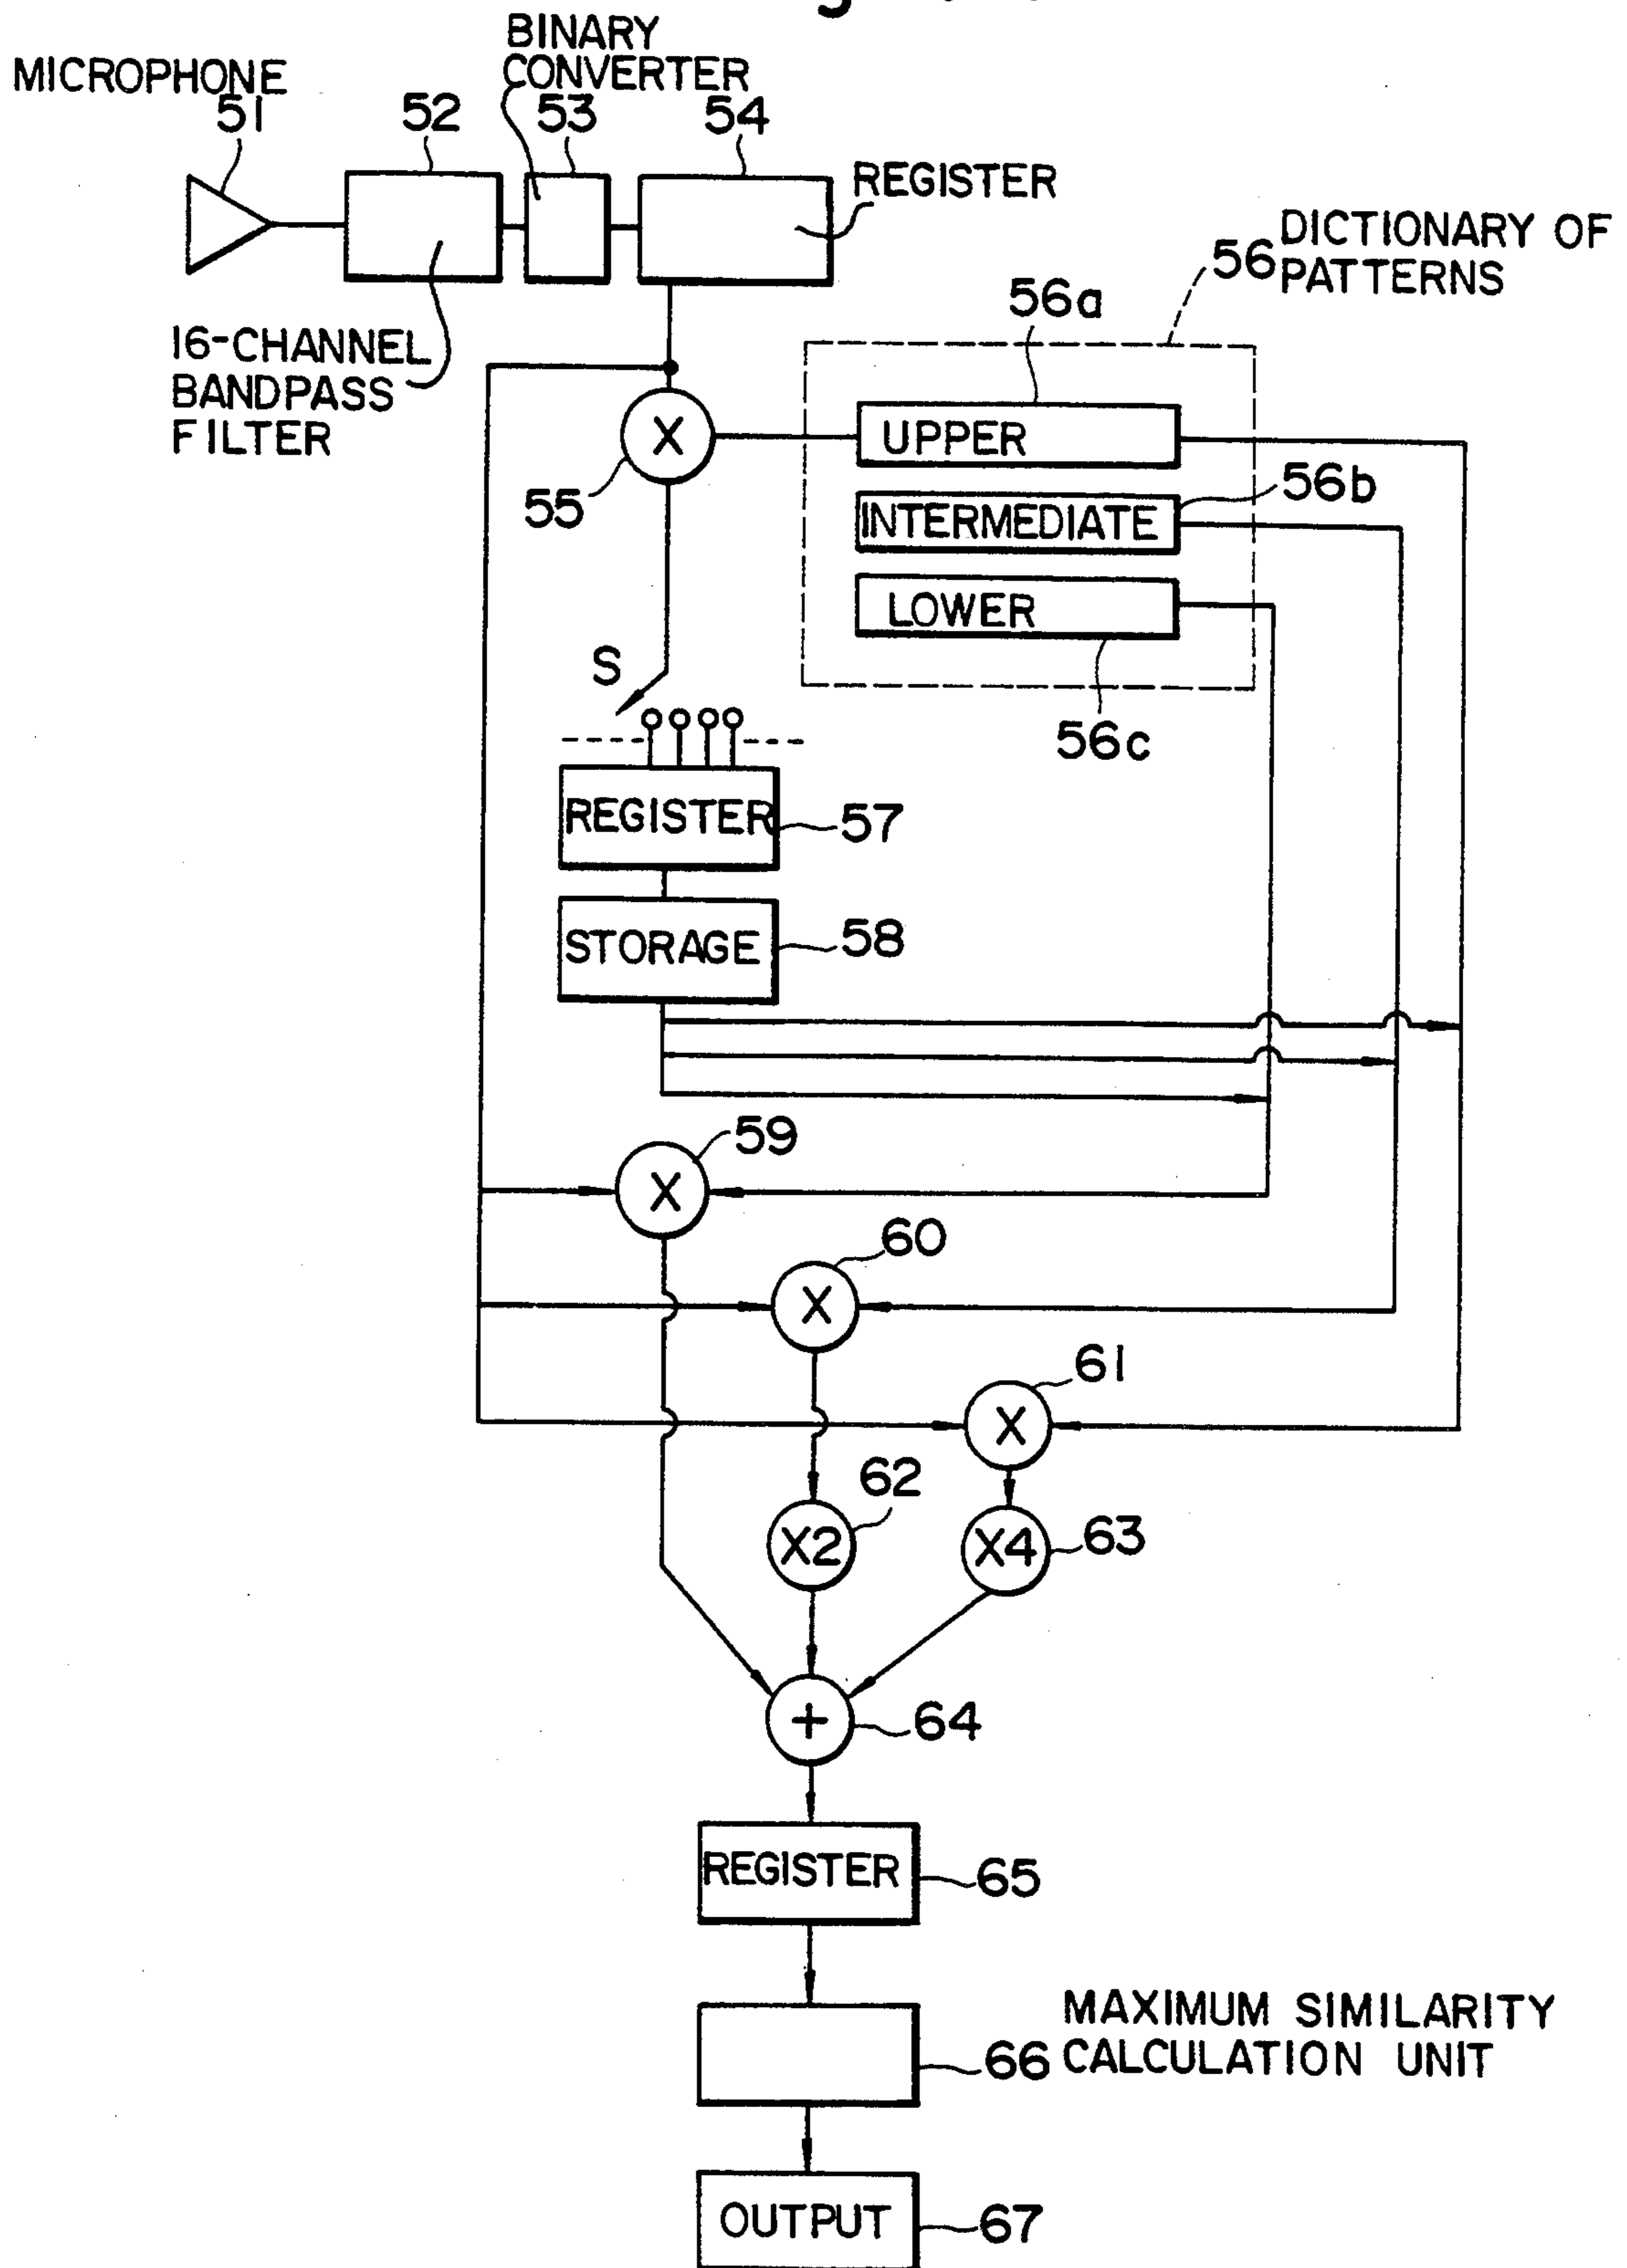 BINARY
CONVERTER
MICROPHONE
51
52
53
54
REGISTER
16-CHANNEL
BANDPASS
FILTER
56
DICTIONARY OF
PATTERNS
56a
X
55
UPPER
56b
INTERMEDIATE
LOWER
S
56c
REGISTER
57
STORAGE
58
59
X
60
X
61
X
62
X2
X4
63
+
64
REGISTER
65
MAXIMUM SIMILARITY
66
CALCULATION UNIT
OUTPUT
67